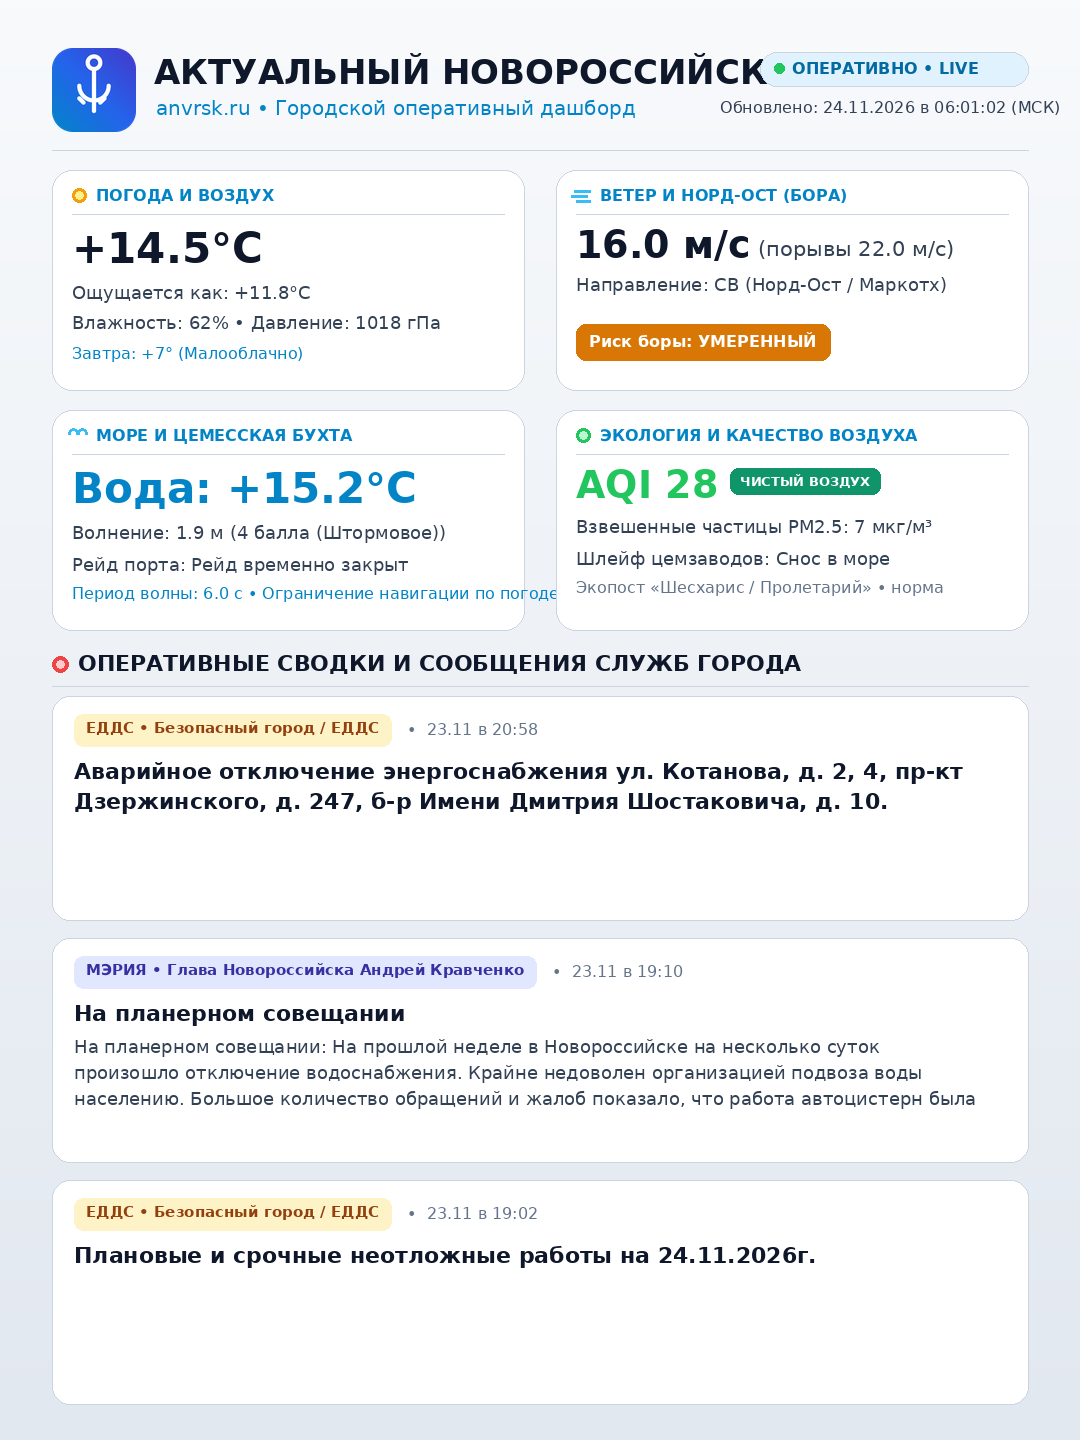 АКТУАЛЬНЫЙ НОВОРОССИЙСК
ОПЕРАТИВНО • LIVE
anvrsk.ru • Городской оперативный дашборд
Обновлено: 24.11.2026 в 06:01:02 (МСК)
ПОГОДА И ВОЗДУХ
+14.5°C
Ощущается как: +11.8°C
Влажность: 62% • Давление: 1018 гПа
Завтра: +7° (Малооблачно)
ВЕТЕР И НОРД-ОСТ (БОРА)
16.0 м/с (порывы 22.0 м/с)
Направление: СВ (Норд-Ост / Маркотх)
Риск боры: УМЕРЕННЫЙ
МОРЕ И ЦЕМЕССКАЯ БУХТА
Вода: +15.2°C
Волнение: 1.9 м (4 балла (Штормовое))
Рейд порта: Рейд временно закрыт
Период волны: 6.0 с • Ограничение навигации по погоде
ЭКОЛОГИЯ И КАЧЕСТВО ВОЗДУХА
AQI 28 ЧИСТЫЙ ВОЗДУХ
Взвешенные частицы PM2.5: 7 мкг/м³
Шлейф цемзаводов: Снос в море
Экопост «Шесхарис / Пролетарий» • норма
ОПЕРАТИВНЫЕ СВОДКИ И СООБЩЕНИЯ СЛУЖБ ГОРОДА
ЕДДС • Безопасный город / ЕДДС • 23.11 в 20:58
Аварийное отключение энергоснабжения ул. Котанова, д. 2, 4, пр-кт
Дзержинского, д. 247, б-р Имени Дмитрия Шостаковича, д. 10.
МЭРИЯ • Глава Новороссийска Андрей Кравченко • 23.11 в 19:10
На планерном совещании
На планерном совещании: На прошлой неделе в Новороссийске на несколько суток
произошло отключение водоснабжения. Крайне недоволен организацией подвоза воды
населению. Большое количество обращений и жалоб показало, что работа автоцистерн была
ЕДДС • Безопасный город / ЕДДС • 23.11 в 19:02
Плановые и срочные неотложные работы на 24.11.2026г.